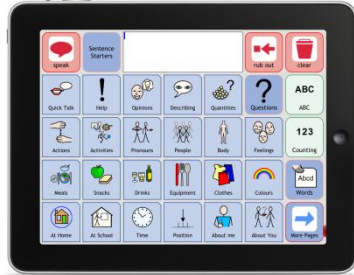 speak
Sentence
Starters
rub out
clear
Quick Talk
!
Help
Opinions
Describing
?
Quantities
?
Questions
ABC
ABC
Actions
Activities
Pronouns
People
Body
Feelings
123
Counting
Meals
Snacks
Drinks
Equipment
Clothes
Colours
Abcd
Words
At Home
At School
Time
Position
About me
About You
More Pages